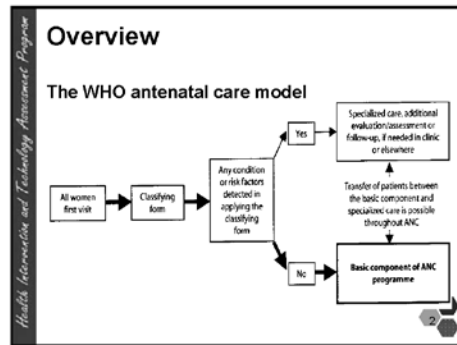 Health Intervention and Technology Assessment Program
Overview
The WHO antenatal care model
All women
first visit
Classifying
form
Any condition
or risk factors
detected in
applying the
classifying
form
Yes
No
Specialized care, additional
evaluation/assessment or
follow-up, if needed in clinic
or elsewhere
Transfer of patients between
the basic component and
specialized care is possible
throughout ANC
Basic component of ANC
programme
2